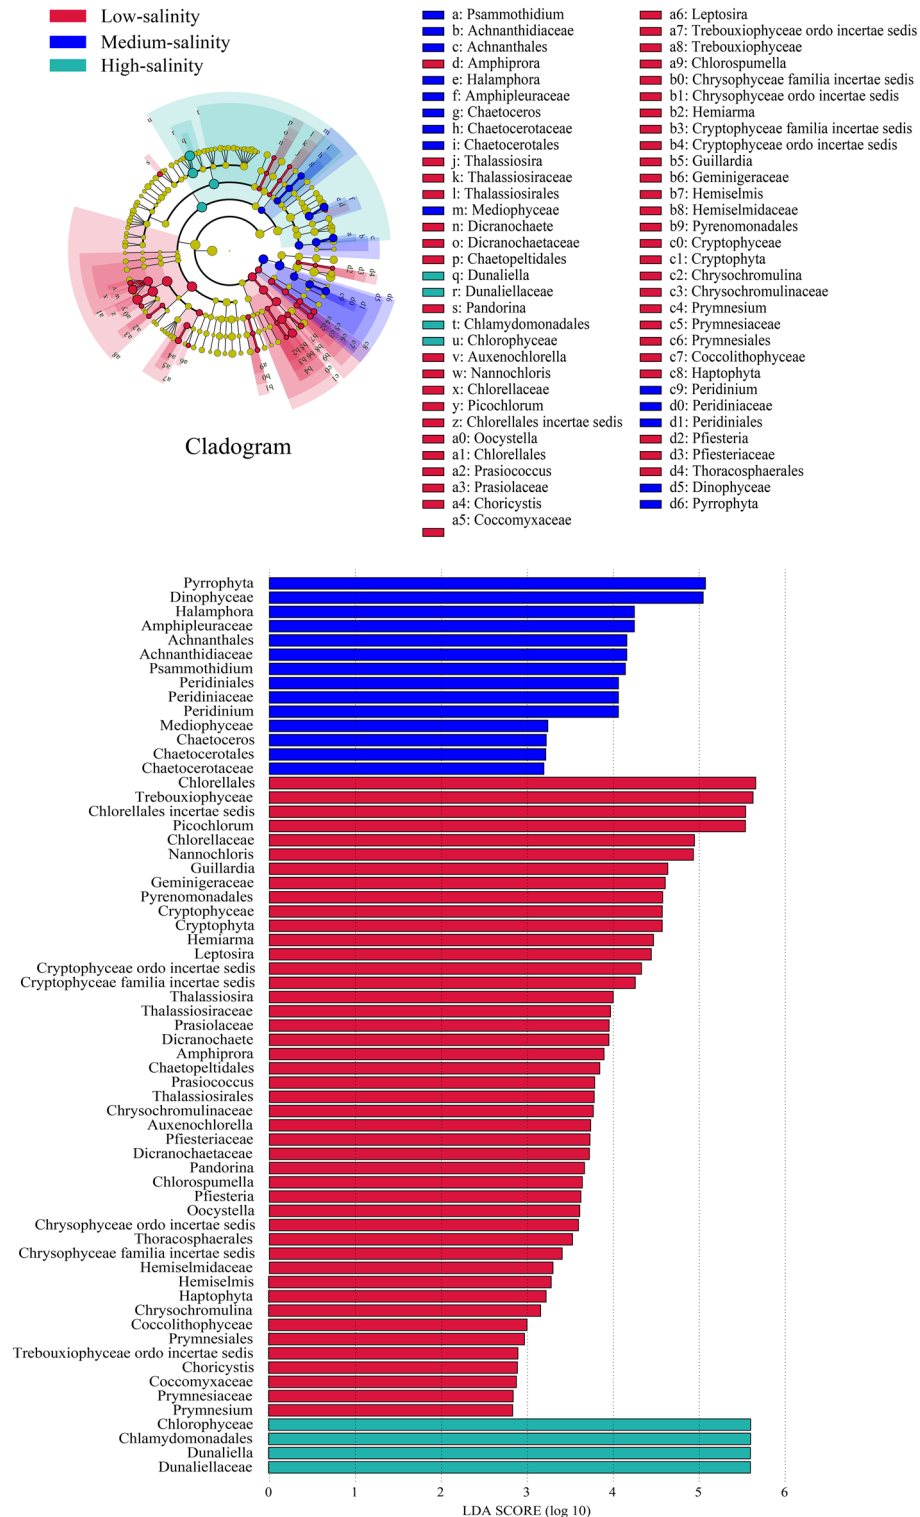 Low-salinity
Medium-salinity
High-salinity
Cladogram
a: Psammothidium
b: Achnanthidiaceae
c: Achnanthales
d: Amphiprora
e: Halamphora
f: Amphipleuraceae
g: Chaetoceros
h: Chaetocerotaceae
i: Chaetocerotales
j: Thalassiosira
k: Thalassiosiraceae
l: Thalassiosirales
m: Mediophyceae
n: Dicranochaete
o: Dicranochaetaceae
p: Chaetopeltidales
q: Dunaliella
r: Dunaliellaceae
s: Pandorina
t: Chlamydomonadales
u: Chlorophyceae
v: Auxenochlorella
w: Nannochloris
x: Chlorellaceae
y: Picochlorum
z: Chlorellales incertae sedis
a0: Oocystella
a1: Chlorellales
a2: Prasiococcus
a3: Prasiolaceae
a4: Choricystis
a5: Coccomyxaceae
a6: Leptosira
a7: Trebouxiophyceae ordo incertae sedis
a8: Trebouxiophyceae
a9: Chlorospumella
b0: Chrysophyceae familia incertae sedis
b1: Chrysophyceae ordo incertae sedis
b2: Hemiarma
b3: Cryptophyceae familia incertae sedis
b4: Cryptophyceae ordo incertae sedis
b5: Guillardia
b6: Geminigeraceae
b7: Hemiselmis
b8: Hemiselmidaceae
b9: Pyrenomonadales
c0: Cryptophyceae
c1: Cryptophyta
c2: Chrysochromulina
c3: Chrysochromulinaceae
c4: Prymnesium
c5: Prymnesiaceae
c6: Prymnesiales
c7: Coccolithophyceae
c8: Haptophyta
c9: Peridinium
d0: Peridiniaceae
d1: Peridiniales
d2: Pfiesteria
d3: Pfiesteriaceae
d4: Thoracosphaerales
d5: Dinophyceae
d6: Pyrrophyta
Pyrrophyta
Dinophyceae
Halamphora
Amphipleuraceae
Achnanthales
Achnanthidiaceae
Psammothidium
Peridiniales
Peridiniaceae
Peridinium
Mediophyceae
Chaetoceros
Chaetocerotales
Chaetocerotaceae
Chlorellales
Trebouxiophyceae
Chlorellales incertae sedis
Picochlorum
Chlorellaceae
Nannochloris
Guillardia
Geminigeraceae
Pyrenomonadales
Cryptophyceae
Cryptophyta
Hemiarma
Leptosira
Cryptophyceae ordo incertae sedis
Cryptophyceae familia incertae sedis
Thalassiosira
Thalassiosiraceae
Prasiolaceae
Dicranochaete
Amphiprora
Chaetopeltidales
Prasiococcus
Thalassiosirales
Chrysochromulinaceae
Auxenochlorella
Pfiesteriaceae
Dicranochaetaceae
Pandorina
Chlorospumella
Pfiesteria
Oocystella
Chrysophyceae ordo incertae sedis
Thoracosphaerales
Chrysophyceae familia incertae sedis
Hemiselmidaceae
Hemiselmis
Haptophyta
Chrysochromulina
Coccolithophyceae
Prymnesiales
Trebouxiophyceae ordo incertae sedis
Choricystis
Coccomyxaceae
Prymnesiaceae
Prymnesium
Chlorophyceae
Chlamydomonadales
Dunaliella
Dunaliellaceae
0 1 2 3 4 5 6
LDA SCORE (log 10)